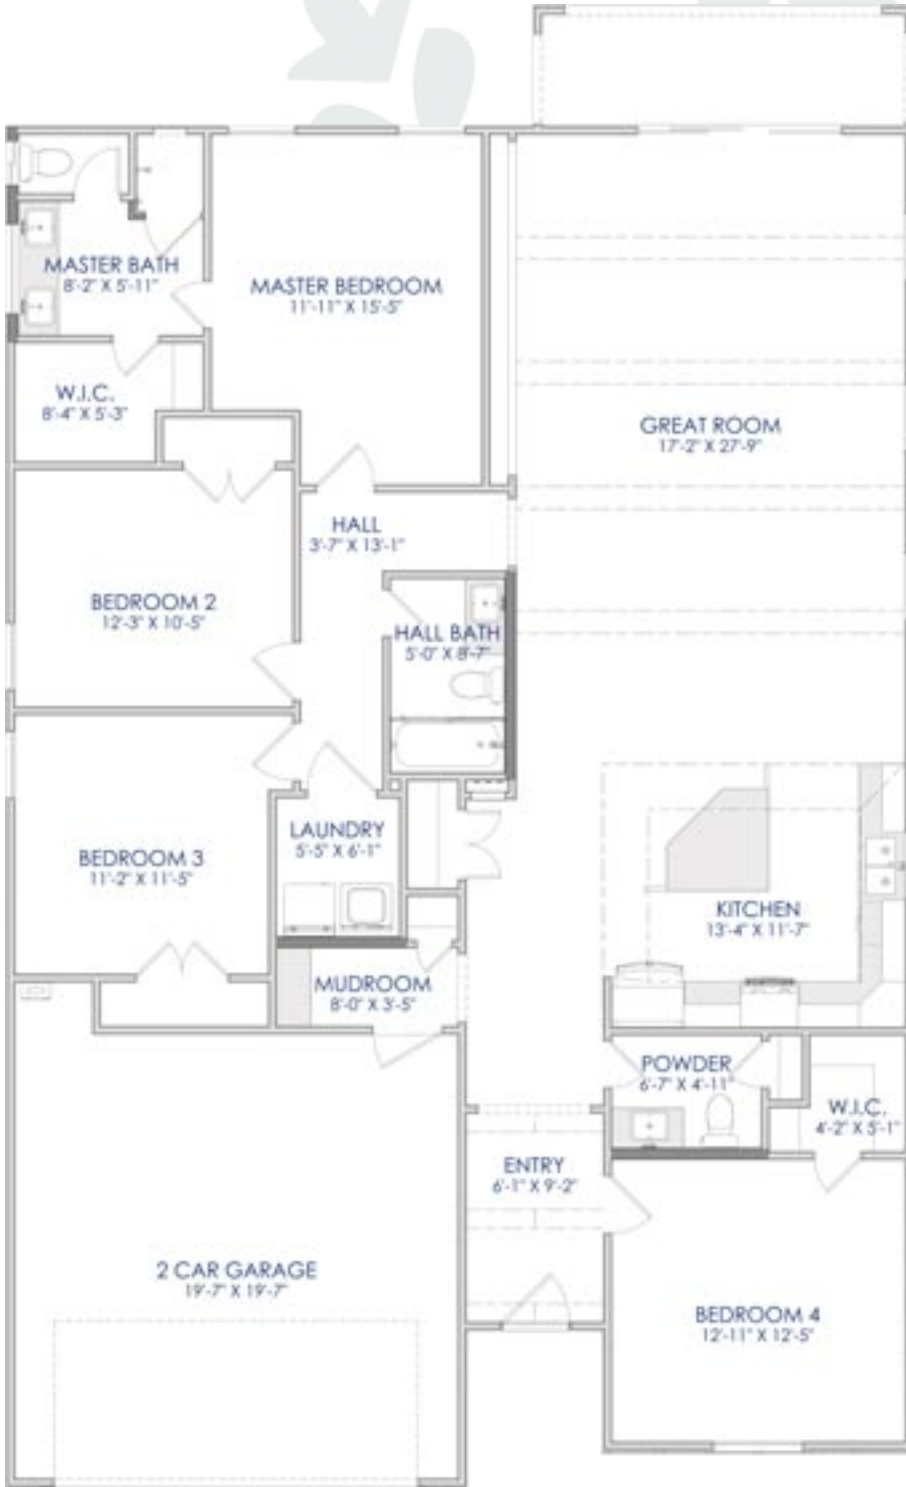 MASTER BATH
8'-2" X 5'-11"
MASTER BEDROOM
11'-11" X 15'-5"
W.I.C.
8'-4" X 5'-3"
GREAT ROOM
17'-2" X 27'-9"
HALL
3'-7" X 13'-1"
BEDROOM 2
12'-3" X 10'-5"
HALL BATH
5'-0" X 8'-7"
LAUNDRY
5'-5" X 6'-1"
BEDROOM 3
11'-2" X 11'-5"
KITCHEN
13'-4" X 11'-7"
MUDROOM
8'-0" X 3'-5"
POWDER
6'-7" X 4'-11"
W.I.C.
4'-2" X 5'-1"
ENTRY
6'-1" X 9'-2"
2 CAR GARAGE
19'-7" X 19'-7"
BEDROOM 4
12'-11" X 12'-5"